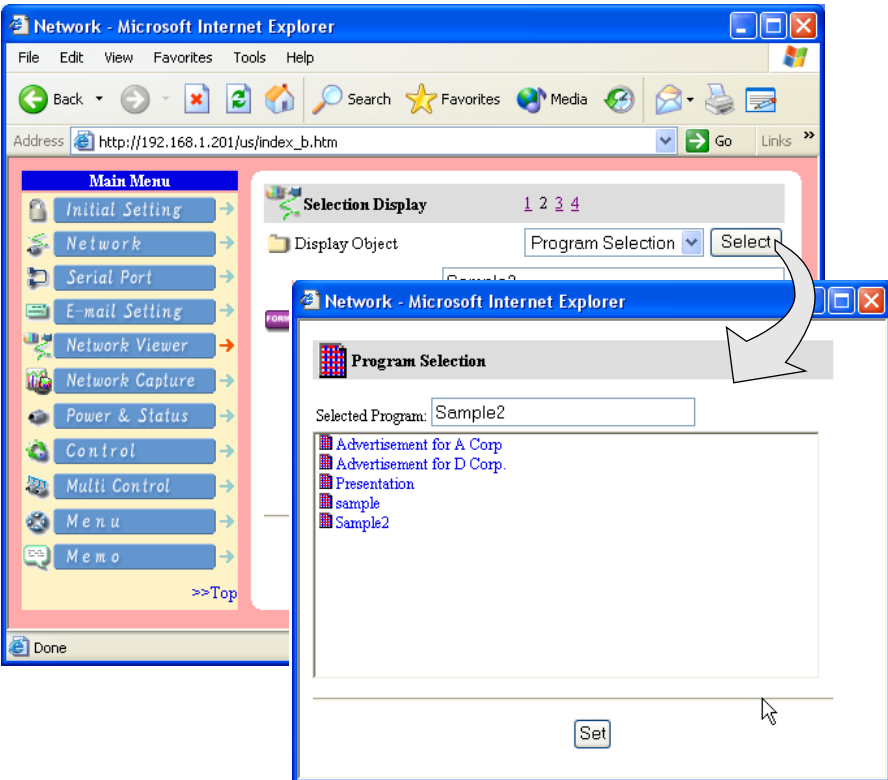 Network - Microsoft Internet Explorer
File Edit View Favorites Tools Help
Back Search Favorites Media
Address http://192.168.1.201/us/index_b.htm Go Links »
Main Menu
Initial Setting
Network
Serial Port
E-mail Setting
Network Viewer
Network Capture
Power & Status
Control
Multi Control
Menu
Memo
>>Top
Selection Display 1 2 3 4
Display Object Program Selection Select
Sample2
Done
Network - Microsoft Internet Explorer
Program Selection
Selected Program: Sample2
Advertisement for A Corp
Advertisement for D Corp.
Presentation
sample
Sample2
Set